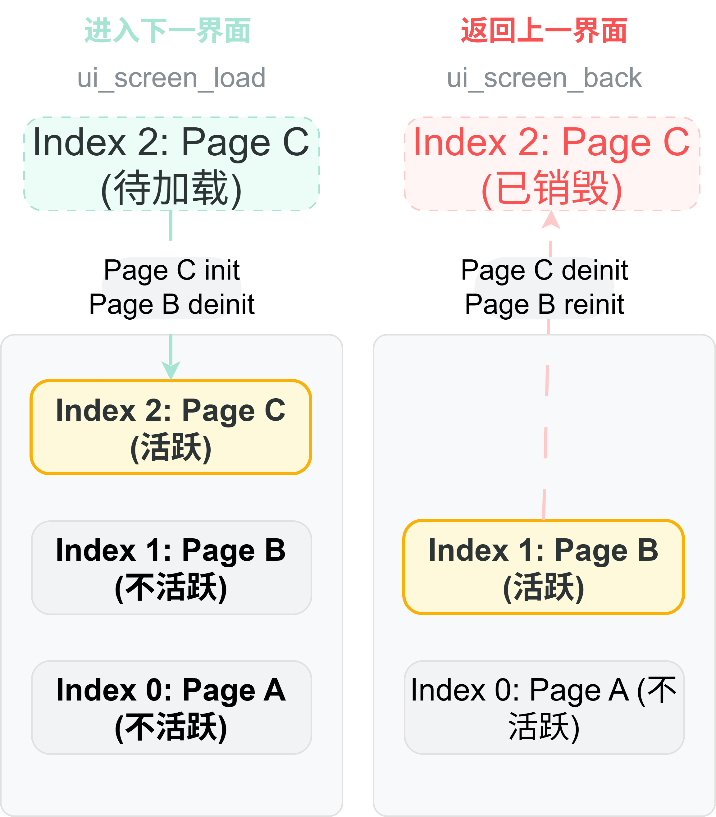 进入下一界面
ui_screen_load
Index 2: Page C
(待加载)
Page C init
Page B deinit
Index 2: Page C
(活跃)
Index 1: Page B
(不活跃)
Index 0: Page A
(不活跃)
返回上一界面
ui_screen_back
Index 2: Page C
(已销毁)
Page C deinit
Page B reinit
Index 1: Page B
(活跃)
Index 0: Page A (不
活跃)